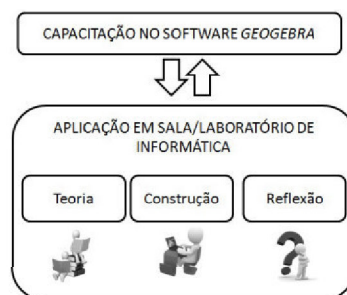 CAPACITAÇÃO NO SOFTWARE GEOGEBRA
APLICAÇÃO EM SALA/LABORATÓRIO DE
INFORMÁTICA
Teoria
Construção
Reflexão